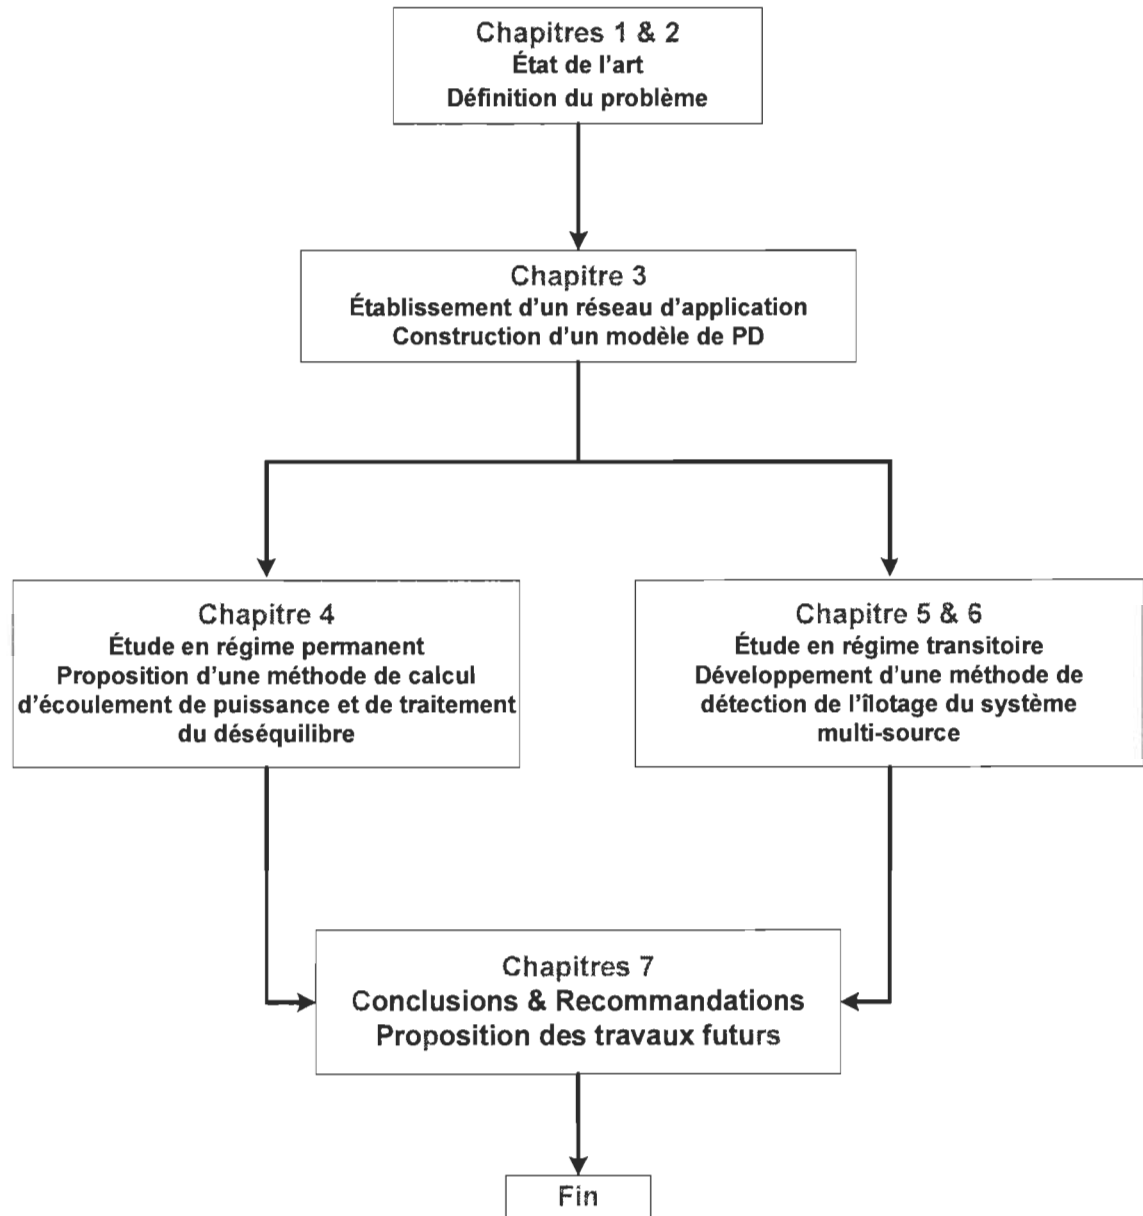 Chapitres 1 & 2
État de l'art
Définition du problème
Chapitre 3
Établissement d'un réseau d'application
Construction d'un modèle de PD
Chapitre 4
Étude en régime permanent
Proposition d'une méthode de calcul
d'écoulement de puissance et de traitement
du déséquilibre
Chapitre 5 & 6
Étude en régime transitoire
Développement d'une méthode de
détection de l'îlotage du système
multi-source
Chapitres 7
Conclusions & Recommandations
Proposition des travaux futurs
Fin